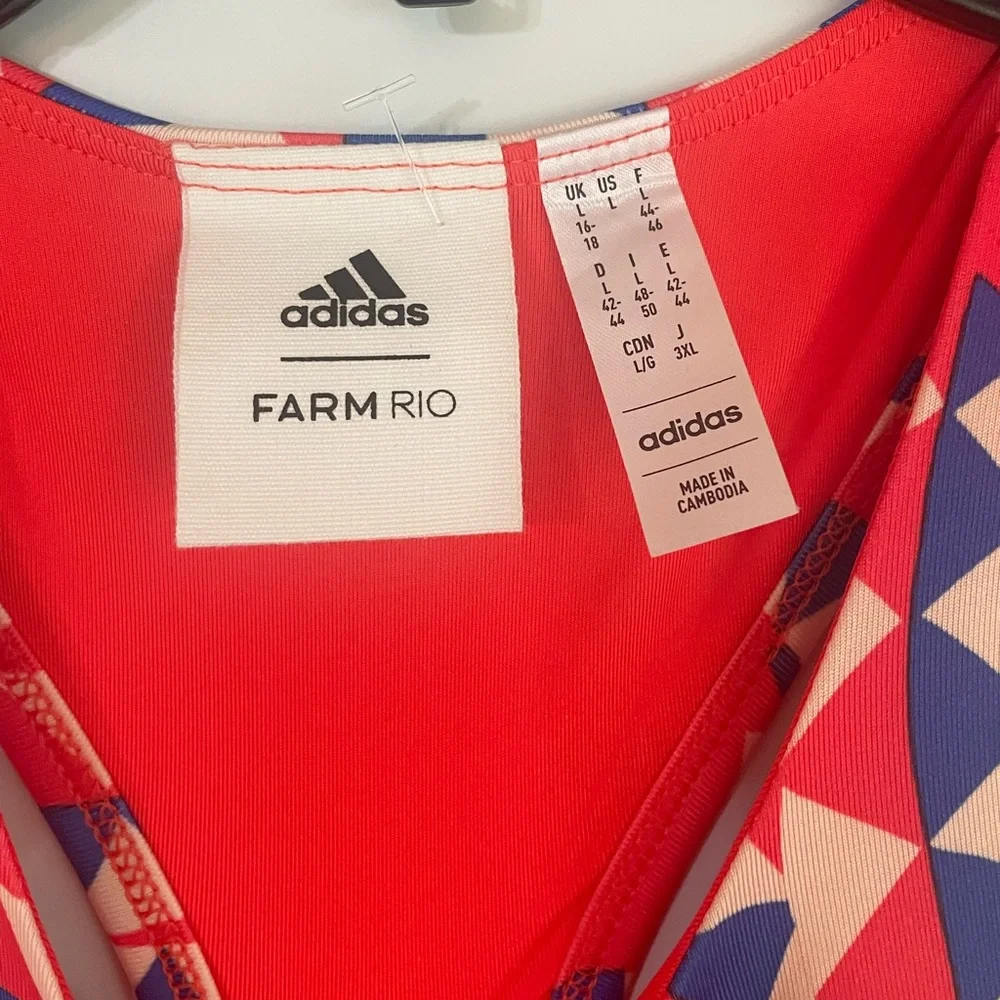 adidas
FARM RIO
UK US F
L L L
16- 44-
18 46
D I E
L L L
42- 48- 42-
44 50 44
CDN J
L/G 3XL
adidas
MADE IN
CAMBODIA